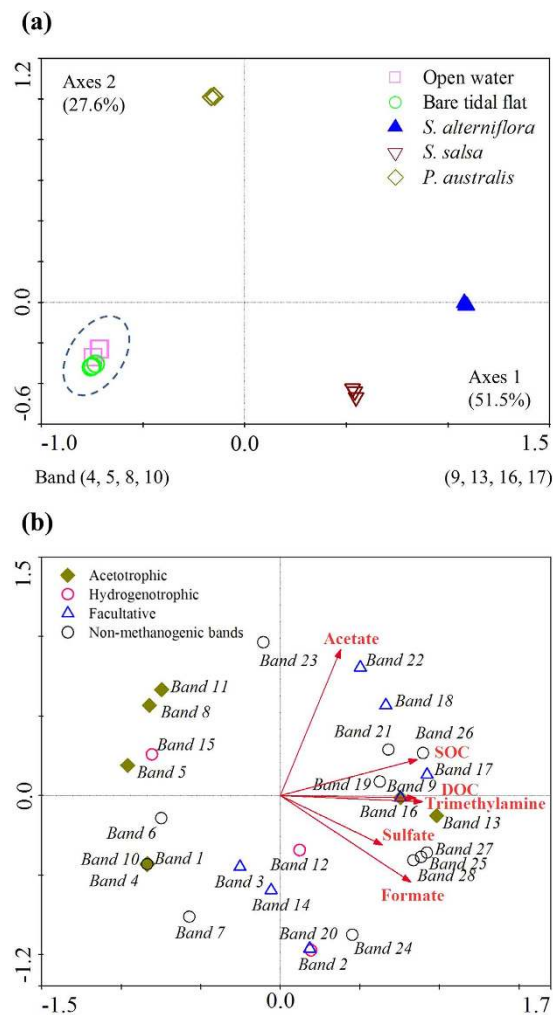 (a)
1.2
Axes 2
(27.6%)
Open water
Bare tidal flat
S. alterniflora
S. salsa
P. australis
0.0
Axes 1
(51.5%)
-0.6
-1.0
0.0
1.5
Band (4, 5, 8, 10)
(9, 13, 16, 17)
(b)
1.5
Acetotrophic
Hydrogenotrophic
Facultative
Non-methanogenic bands
Acetate
Band 23
Band 22
Band 11
Band 8
Band 18
Band 15
Band 21
Band 26
SOC
Band 5
Band 19
Band 9
Band 17
0.0
DOC
Band 16
Trimethylamine
Band 6
Band 13
Sulfate
Band 10
Band 1
Band 12
Band 27
Band 4
Band 3
Band 25
Band 28
Band 14
Formate
Band 7
Band 20
Band 24
Band 2
-1.2
-1.5
0.0
1.5